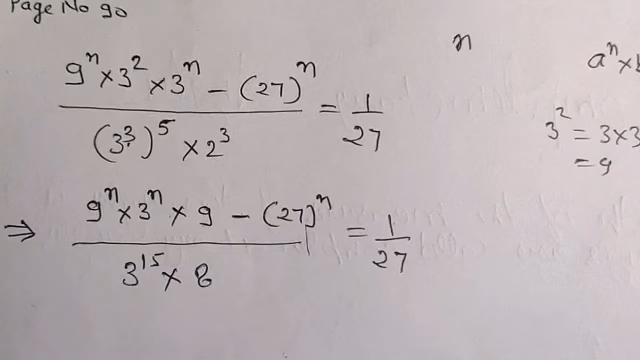 Page No 90
n
(9^n × 3^2 × 3^n - (27)^n) / ((3^3)^5 × 2^3) = 1/27
a^n ×
3^2 = 3×3
= 9
⇒ (9^n × 3^n × 9 - (27)^n) / (3^15 × 8) = 1/27